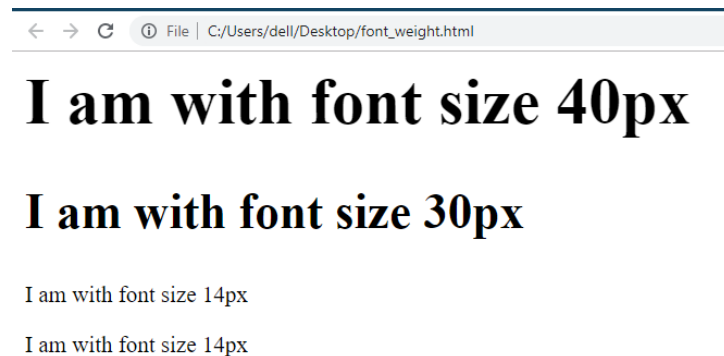 File | C:/Users/dell/Desktop/font_weight.html
I am with font size 40px
I am with font size 30px
I am with font size 14px
I am with font size 14px